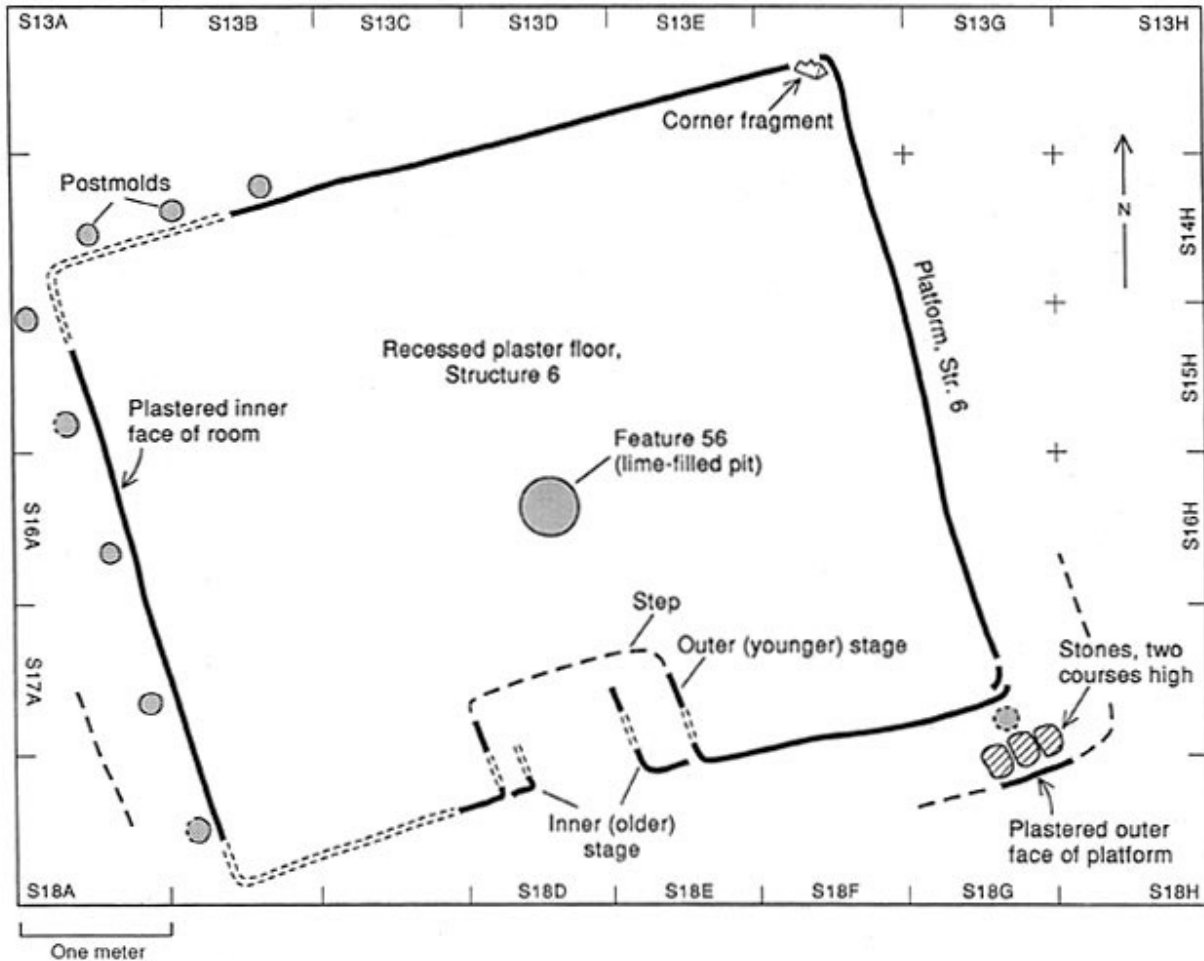 S13A
S13B
S13C
S13D
S13E
S13G
S13H
Corner fragment
Postmolds
N
S14H
Platform, Str. 6
Recessed plaster floor,
Structure 6
S15H
Plastered inner
face of room
Feature 56
(lime-filled pit)
S16A
S16H
Step
Outer (younger) stage
Stones, two
courses high
S17A
Inner (older)
stage
Plastered outer
face of platform
S18A
S18D
S18E
S18F
S18G
S18H
One meter